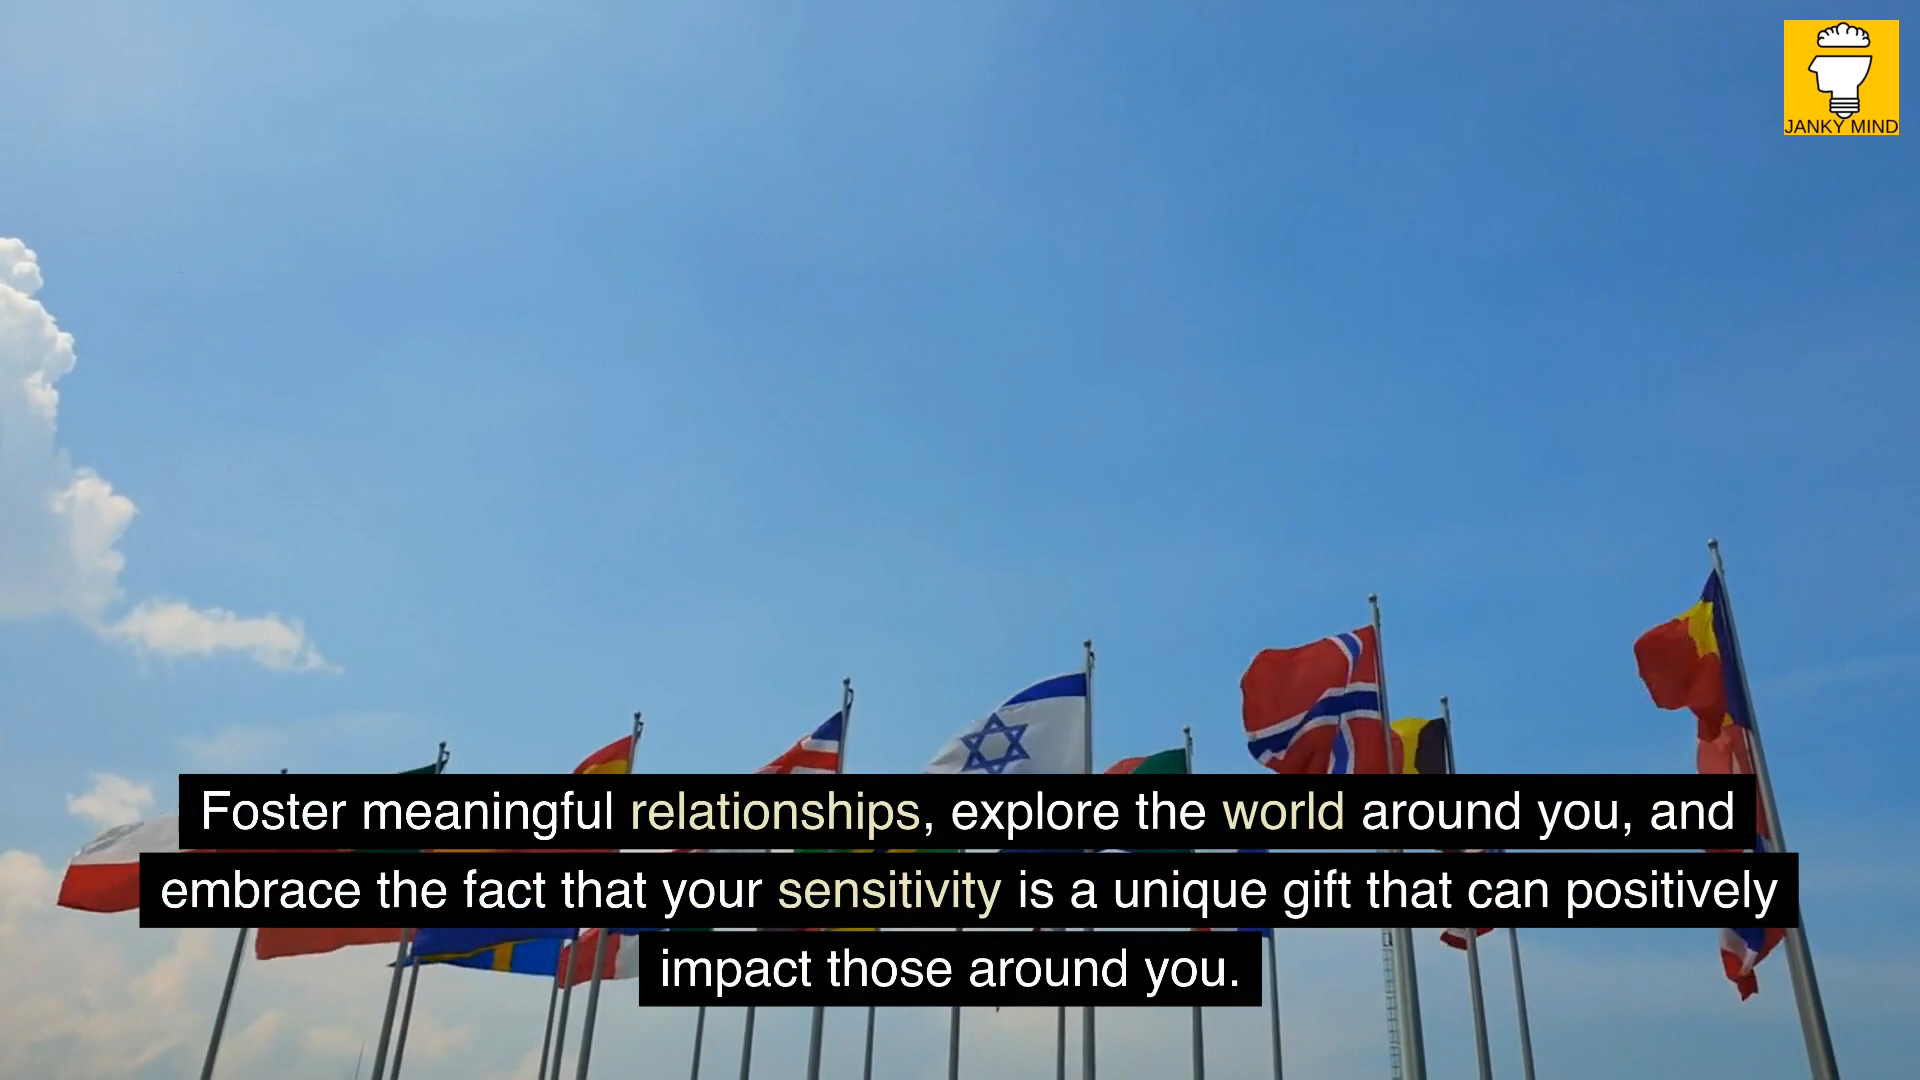 JANKY MIND
Foster meaningful relationships, explore the world around you, and
embrace the fact that your sensitivity is a unique gift that can positively
impact those around you.